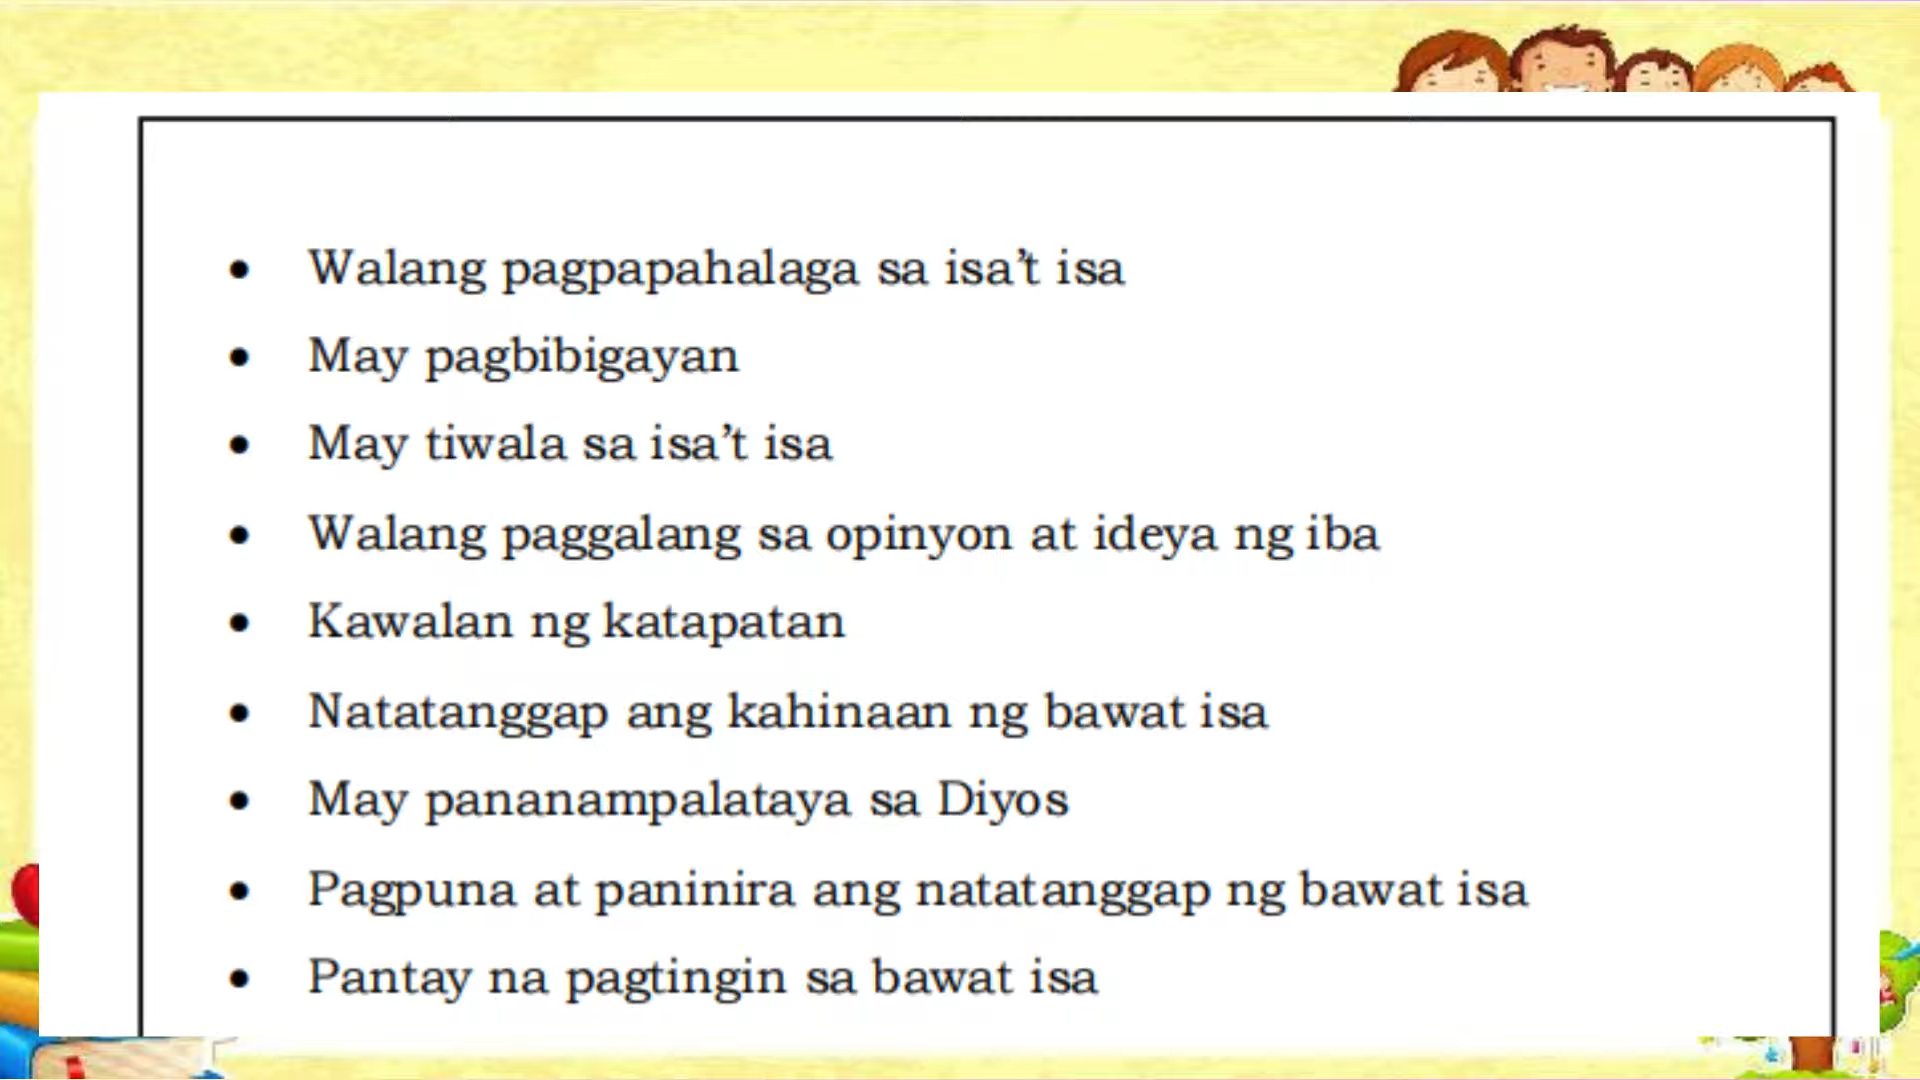 • Walang pagpapahalaga sa isa’t isa
• May pagbibigayan
• May tiwala sa isa’t isa
• Walang paggalang sa opinyon at ideya ng iba
• Kawalan ng katapatan
• Natatanggap ang kahinaan ng bawat isa
• May pananampalataya sa Diyos
• Pagpuna at paninira ang natatanggap ng bawat isa
• Pantay na pagtingin sa bawat isa